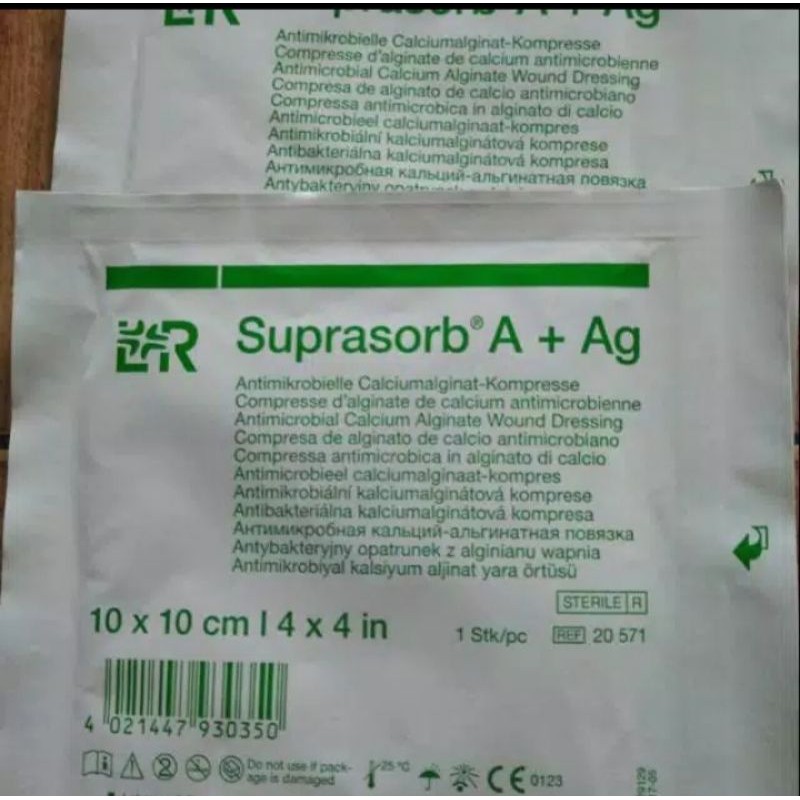 L&R Suprasorb A + Ag
Antimikrobielle Calciumalginat-Kompresse
Compresse d'alginate de calcium antimicrobienne
Antimicrobial Calcium Alginate Wound Dressing
Compresa de alginato de calcio antimicrobiano
Compressa antimicrobica in alginato di calcio
Antimicrobieel calciumalginaat-kompres
Antimikrobiální kalciumalginátová komprese
Antibakteriálna kalciumalginátová kompresa
Антимикробная кальций-альгинатная повязка
Antybakteryjny
L&R Suprasorb® A + Ag
Antimikrobielle Calciumalginat-Kompresse
Compresse d'alginate de calcium antimicrobienne
Antimicrobial Calcium Alginate Wound Dressing
Compresa de alginato de calcio antimicrobiano
Compressa antimicrobica in alginato di calcio
Antimicrobieel calciumalginaat-kompres
Antimikrobiální kalciumalginátová komprese
Antibakteriálna kalciumalginátová kompresa
Антимикробная кальций-альгинатная повязка
Antybakteryjny opatrunek z alginianu wapnia
Antimikrobiyal kalsiyum aljinat yara örtüsü
STERILE R
10 x 10 cm I 4 x 4 in 1 Stk/pc REF 20 571
4 021447 930350
Do not use if pack-
age is damaged
25 °C
CE 0123